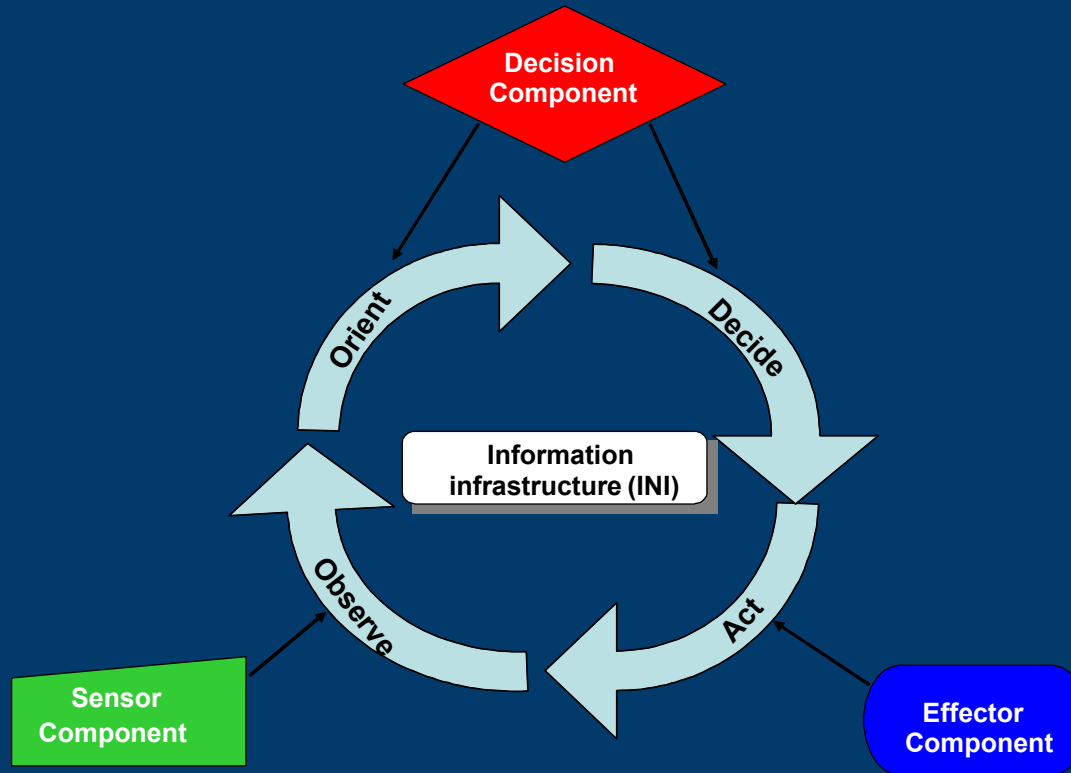 Decision
Component
Orient
Decide
Information
infrastructure (INI)
Observe
Act
Sensor
Component
Effector
Component